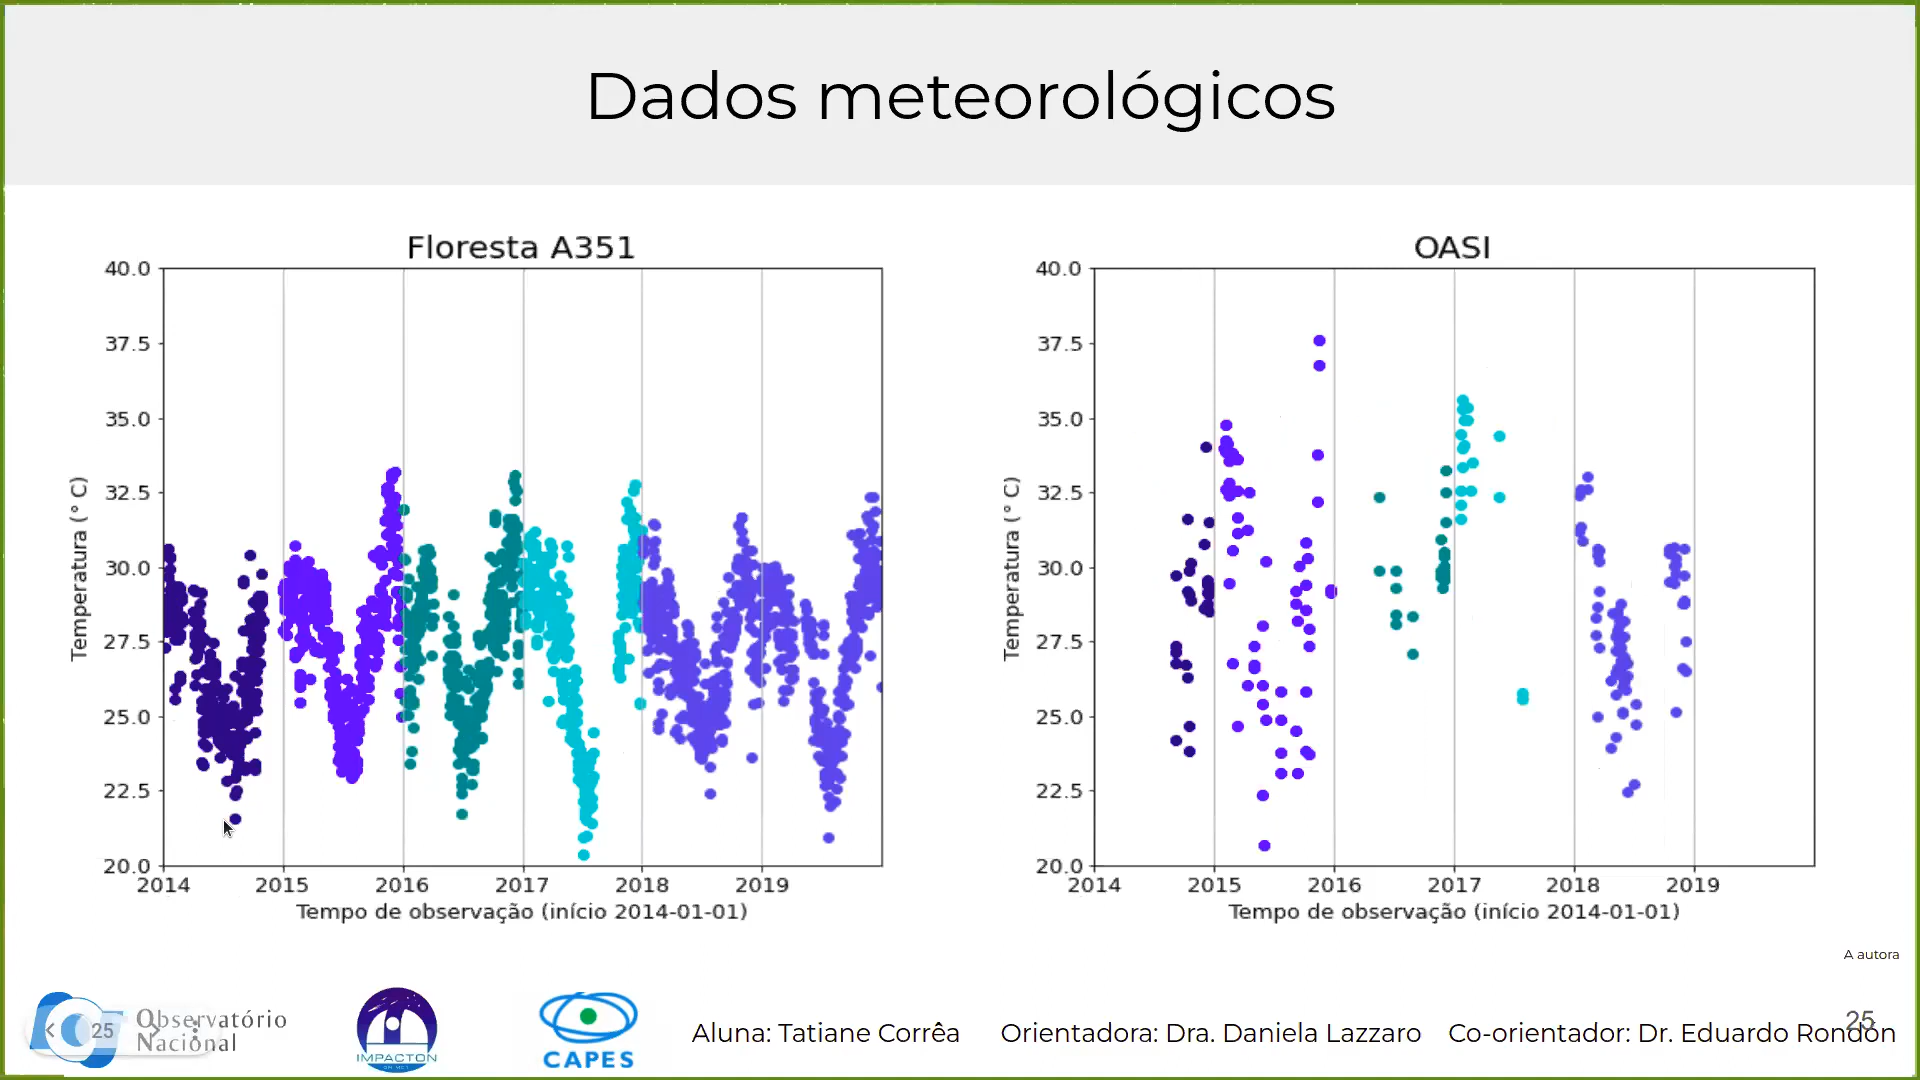 Dados meteorológicos
Floresta A351
40.0
37.5
35.0
32.5
30.0
27.5
25.0
22.5
20.0
Temperatura (° C)
2014 2015 2016 2017 2018 2019
Tempo de observação (início 2014-01-01)
OASI
40.0
37.5
35.0
32.5
30.0
27.5
25.0
22.5
20.0
Temperatura (° C)
2014 2015 2016 2017 2018 2019
Tempo de observação (início 2014-01-01)
A autora
25
Observatório
Nacional
IMPACTON
CAPES
Aluna: Tatiane Corrêa Orientadora: Dra. Daniela Lazzaro Co-orientador: Dr. Eduardo Rondón
25